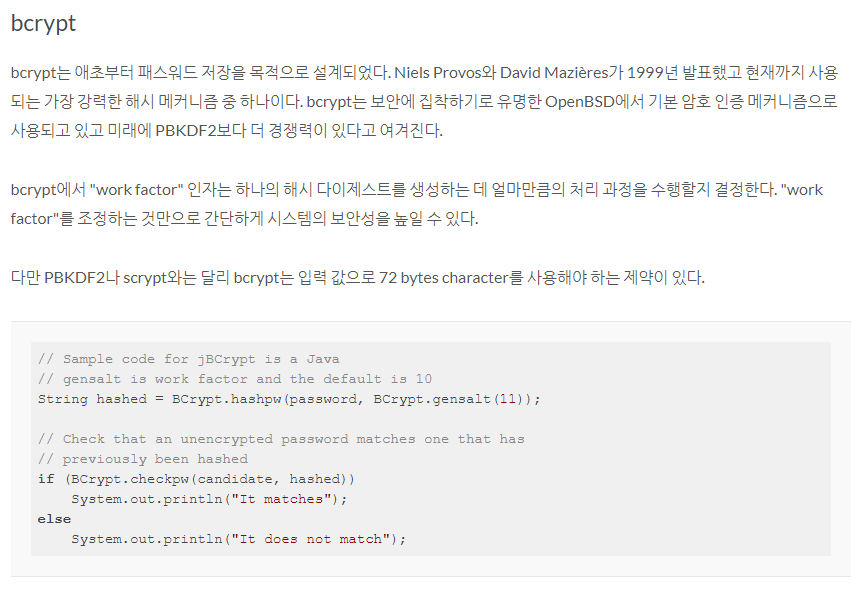 bcrypt
bcrypt는 애초부터 패스워드 저장을 목적으로 설계되었다. Niels Provos와 David Mazières가 1999년 발표했고 현재까지 사용
되는 가장 강력한 해시 메커니즘 중 하나이다. bcrypt는 보안에 집착하기로 유명한 OpenBSD에서 기본 암호 인증 메커니즘으로
사용되고 있고 미래에 PBKDF2보다 더 경쟁력이 있다고 여겨진다.
bcrypt에서 "work factor" 인자는 하나의 해시 다이제스트를 생성하는 데 얼마만큼의 처리 과정을 수행할지 결정한다. "work
factor"를 조정하는 것만으로 간단하게 시스템의 보안성을 높일 수 있다.
다만 PBKDF2나 scrypt와는 달리 bcrypt는 입력 값으로 72 bytes character를 사용해야 하는 제약이 있다.
// Sample code for jBCrypt is a Java
// gensalt is work factor and the default is 10
String hashed = BCrypt.hashpw(password, BCrypt.gensalt(11));
// Check that an unencrypted password matches one that has
// previously been hashed
if (BCrypt.checkpw(candidate, hashed))
    System.out.println("It matches");
else
    System.out.println("It does not match");